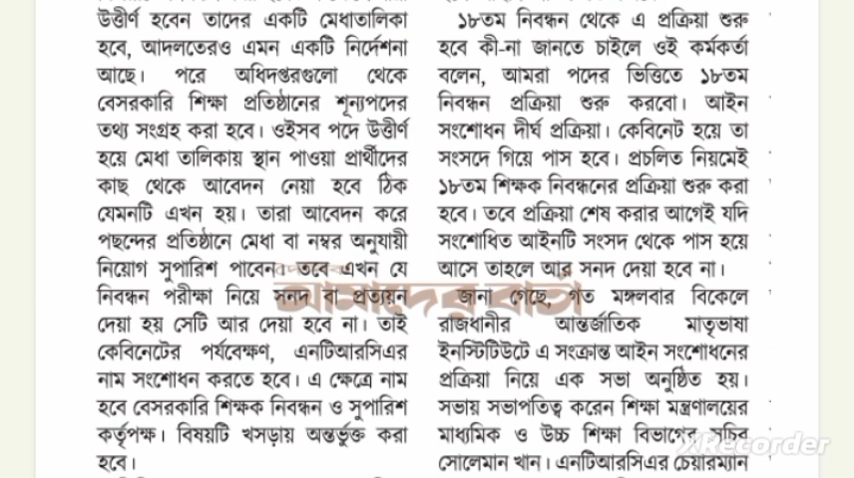 উত্তীর্ণ হবেন তাদের একটি মেধাতালিকা
হবে, আদলতেরও এমন একটি নির্দেশনা
আছে। পরে অধিদপ্তরগুলো থেকে
বেসরকারি শিক্ষা প্রতিষ্ঠানের শূন্যপদের
তথ্য সংগ্রহ করা হবে। ওইসব পদে উত্তীর্ণ
হয়ে মেধা তালিকায় স্থান পাওয়া প্রার্থীদের
কাছ থেকে আবেদন নেয়া হবে ঠিক
যেমনটি এখন হয়। তারা আবেদন করে
পছন্দের প্রতিষ্ঠানে মেধা বা নম্বর অনুযায়ী
নিয়োগ সুপারিশ পাবেন। তবে এখন যে
নিবন্ধন পরীক্ষা নিয়ে সনদ বা প্রত্যয়ন
দেয়া হয় সেটি আর দেয়া হবে না। তাই
কেবিনেটের পর্যবেক্ষণ, এনটিআরসিএর
নাম সংশোধন করতে হবে। এ ক্ষেত্রে নাম
হবে বেসরকারি শিক্ষক নিবন্ধন ও সুপারিশ
কর্তৃপক্ষ। বিষয়টি খসড়ায় অন্তর্ভুক্ত করা
হবে।
১৮তম নিবন্ধন থেকে এ প্রক্রিয়া শুরু
হবে কী-না জানতে চাইলে ওই কর্মকর্তা
বলেন, আমরা পদের ভিত্তিতে ১৮তম
নিবন্ধন প্রক্রিয়া শুরু করবো। আইন
সংশোধন দীর্ঘ প্রক্রিয়া। কেবিনেট হয়ে তা
সংসদে গিয়ে পাস হবে। প্রচলিত নিয়মেই
১৮তম শিক্ষক নিবন্ধনের প্রক্রিয়া শুরু করা
হবে। তবে প্রক্রিয়া শেষ করার আগেই যদি
সংশোধিত আইনটি সংসদ থেকে পাস হয়ে
আসে তাহলে আর সনদ দেয়া হবে না।
জানা গেছে, গত মঙ্গলবার বিকেলে
রাজধানীর আন্তর্জাতিক মাতৃভাষা
ইনস্টিটিউটে এ সংক্রান্ত আইন সংশোধনের
প্রক্রিয়া নিয়ে এক সভা অনুষ্ঠিত হয়।
সভায় সভাপতিত্ব করেন শিক্ষা মন্ত্রণালয়ের
মাধ্যমিক ও উচ্চ শিক্ষা বিভাগের সচিব
সোলেমান খান। এনটিআরসিএর চেয়ারম্যান
আমাদের বার্তা
XRecorder